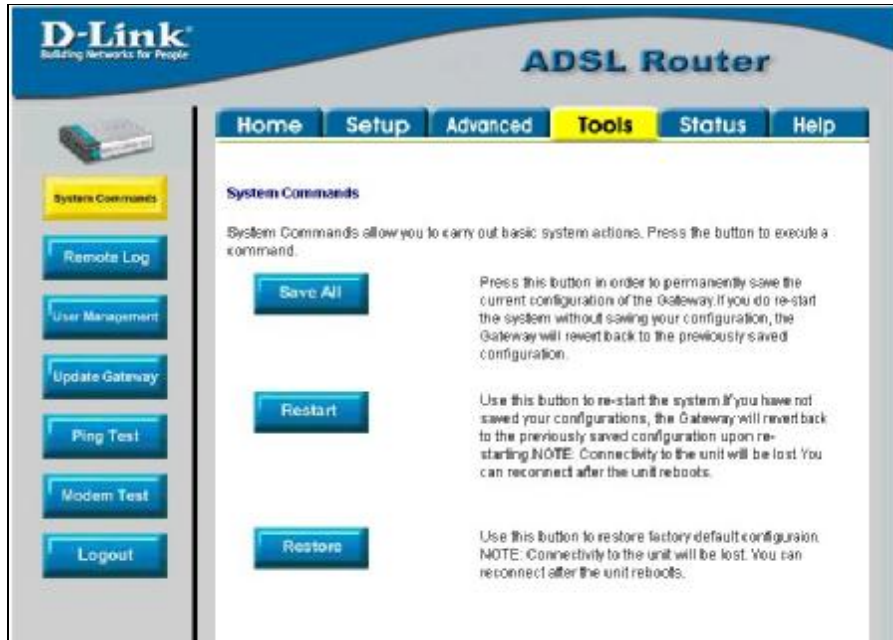 D-Link
Building Networks for People
ADSL Router
Home Setup Advanced Tools Status Help
System Commands
Remote Log
User Management
Update Gateway
Ping Test
Modem Test
Logout
System Commands
System Commands allow you to carry out basic system actions. Press the button to execute a
command.
Save All
Press this button in order to permanently save the
current configuration of the Gateway.If you do re-start
the system without saving your configuration, the
Gateway will revert back to the previously saved
configuration.
Restart
Use this button to re-start the system.If you have not
saved your configurations, the Gateway will revert back
to the previously saved configuration upon re-
starting.NOTE: Connectivity to the unit will be lost.You
can reconnect after the unit reboots.
Restore
Use this button to restore factory default configuraion.
NOTE: Connectivity to the unit will be lost. You can
reconnect after the unit reboots.